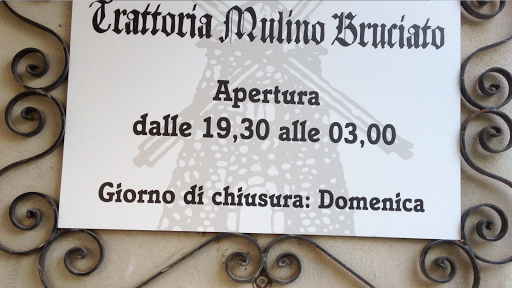 Trattoria Mulino Bruciato
Apertura
dalle 19,30 alle 03,00
Giorno di chiusura: Domenica